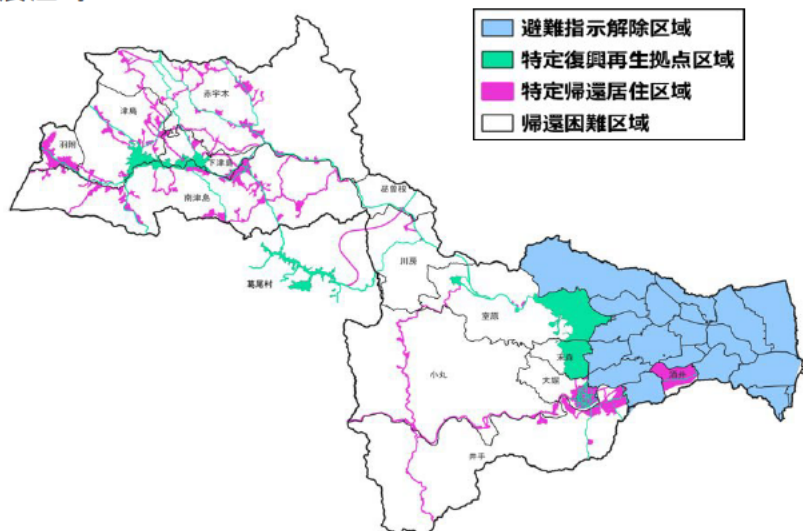 避難指示解除区域
特定復興再生拠点区域
特定帰還居住区域
帰還困難区域
赤宇木
津島
羽附
下津島
南津島
昼曽根
葛尾村
川房
室原
末森
大堀
小丸
酒井
井手